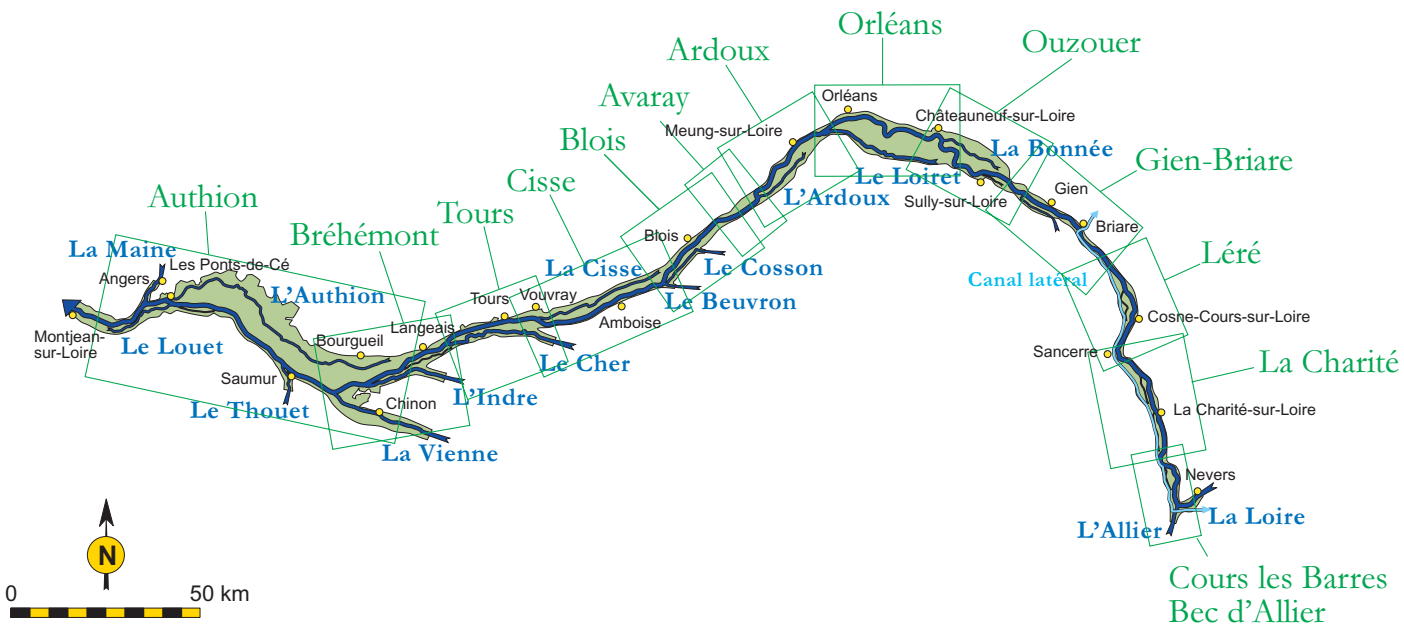 Orléans
Ouzouer
Ardoux
Avaray
Blois
Cisse
Tours
Bréhémont
Authion
Gien-Briare
Léré
La Charité
Cours les Barres
Bec d'Allier
Orléans
Châteauneuf-sur-Loire
Meung-sur-Loire
La Bonnée
Le Loiret
L'Ardoux
Sully-sur-Loire
Gien
Briare
Canal latéral
Blois
Le Cosson
La Cisse
Le Beuvron
Amboise
Vouvray
Tours
Le Cher
Langeais
L'Indre
Bourgueil
Chinon
La Vienne
La Maine
Angers
Les Ponts-de-Cé
L'Authion
Montjean-
sur-Loire
Le Louet
Saumur
Le Thouet
Cosne-Cours-sur-Loire
Sancerre
La Charité-sur-Loire
Nevers
La Loire
L'Allier
N
0 50 km